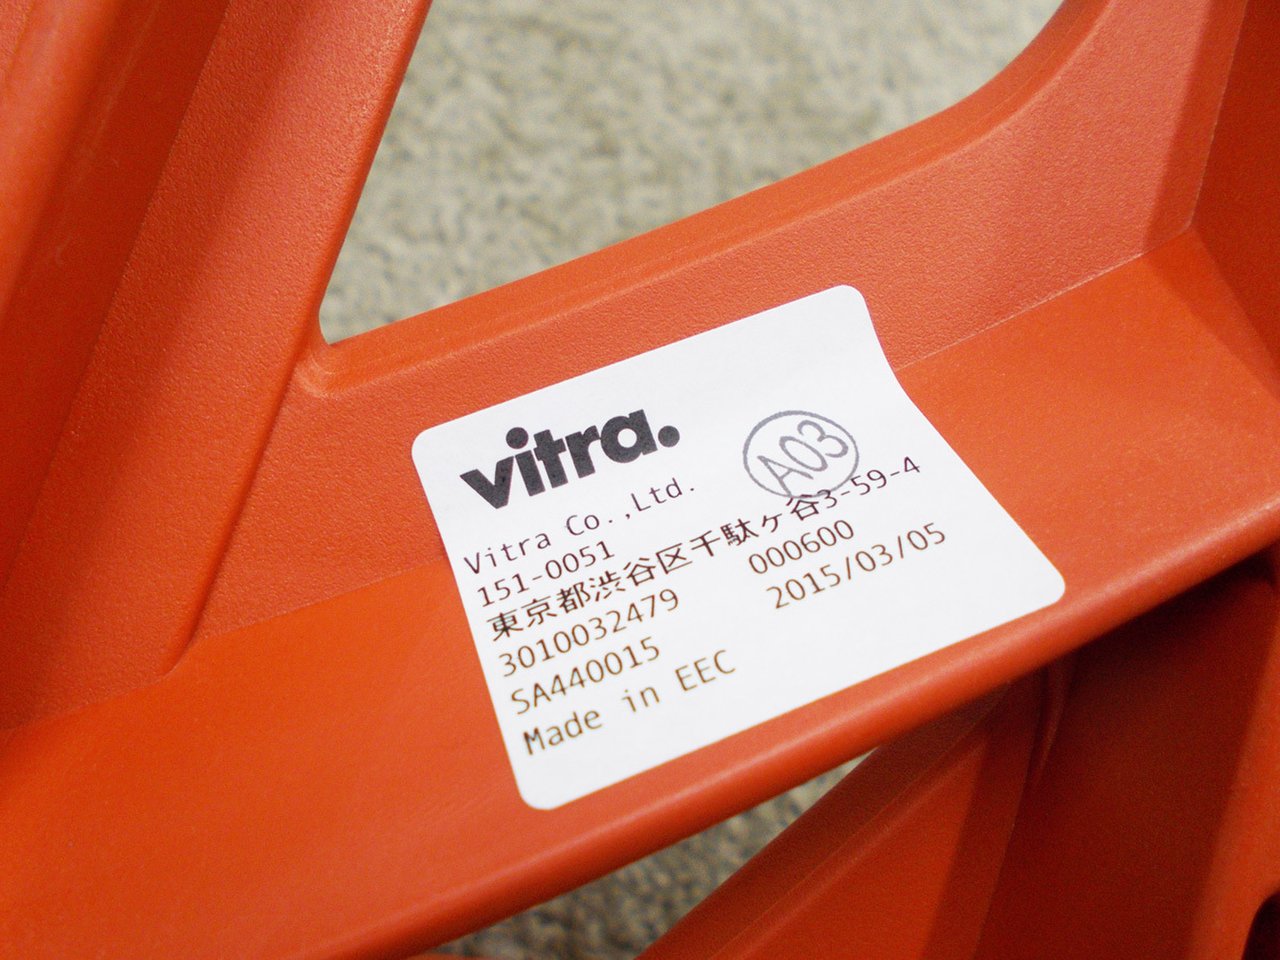 vitra.
A03
Vitra Co.,Ltd.
151-0051
東京都渋谷区千駄ヶ谷3-59-4
3010032479 000600
SA440015 2015/03/05
Made in EEC